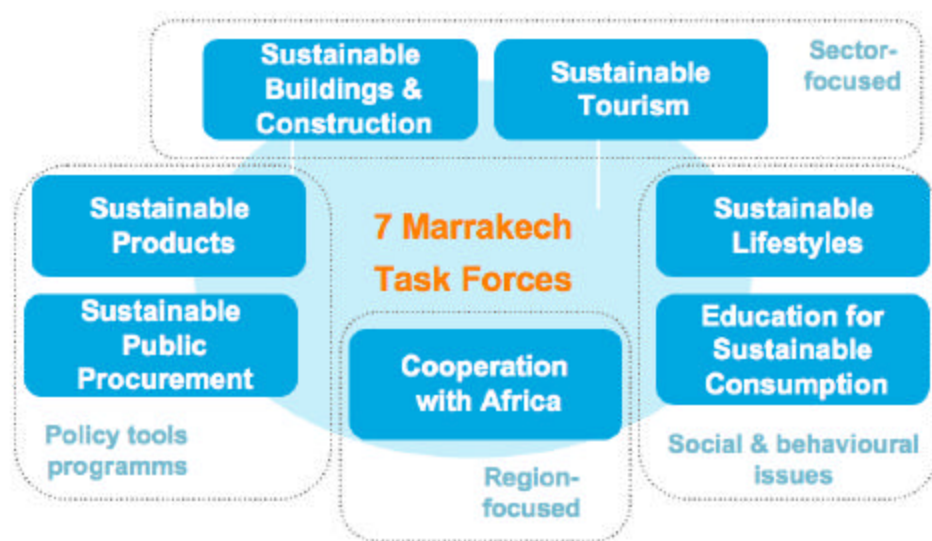 Sustainable
Buildings &
Construction
Sustainable
Tourism
Sector-
focused
Sustainable
Products
7 Marrakech
Task Forces
Sustainable
Lifestyles
Sustainable
Public
Procurement
Cooperation
with Africa
Education for
Sustainable
Consumption
Policy tools
programms
Region-
focused
Social & behavioural
issues